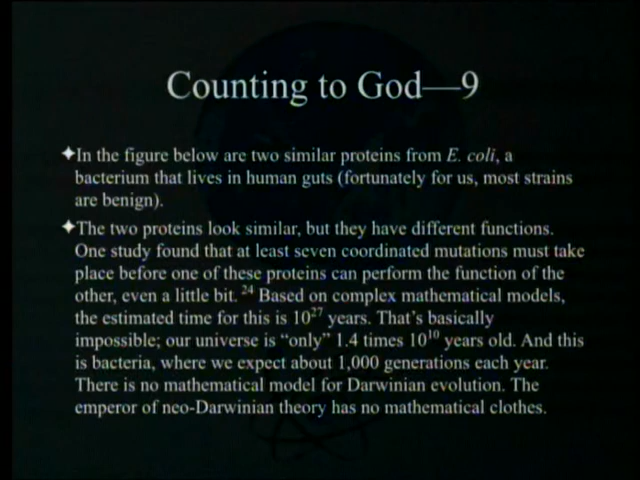 Counting to God—9
✦In the figure below are two similar proteins from E. coli, a
bacterium that lives in human guts (fortunately for us, most strains
are benign).
✦The two proteins look similar, but they have different functions.
One study found that at least seven coordinated mutations must take
place before one of these proteins can perform the function of the
other, even a little bit. ²⁴ Based on complex mathematical models,
the estimated time for this is 10²⁷ years. That's basically
impossible; our universe is “only” 1.4 times 10¹⁰ years old. And this
is bacteria, where we expect about 1,000 generations each year.
There is no mathematical model for Darwinian evolution. The
emperor of neo-Darwinian theory has no mathematical clothes.